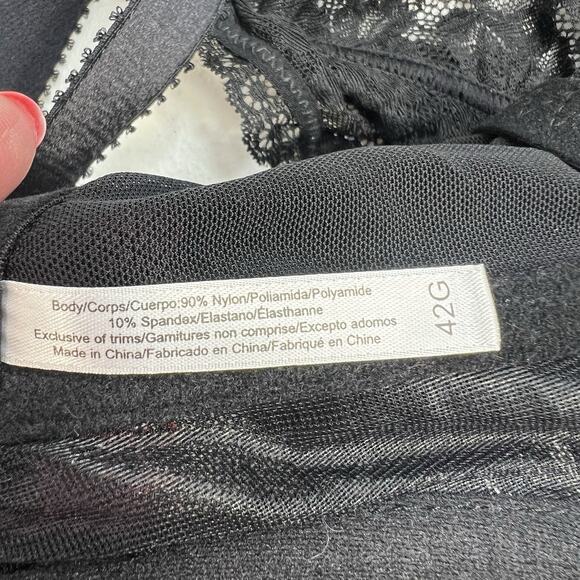 Body/Corps/Cuerpo:90% Nylon/Poliamida/Polyamide
10% Spandex/Elastano/Élasthanne
Exclusive of trims/Garnitures non comprise/Excepto adornos
Made in China/Fabricado en China/Fabriqué en Chine
42G